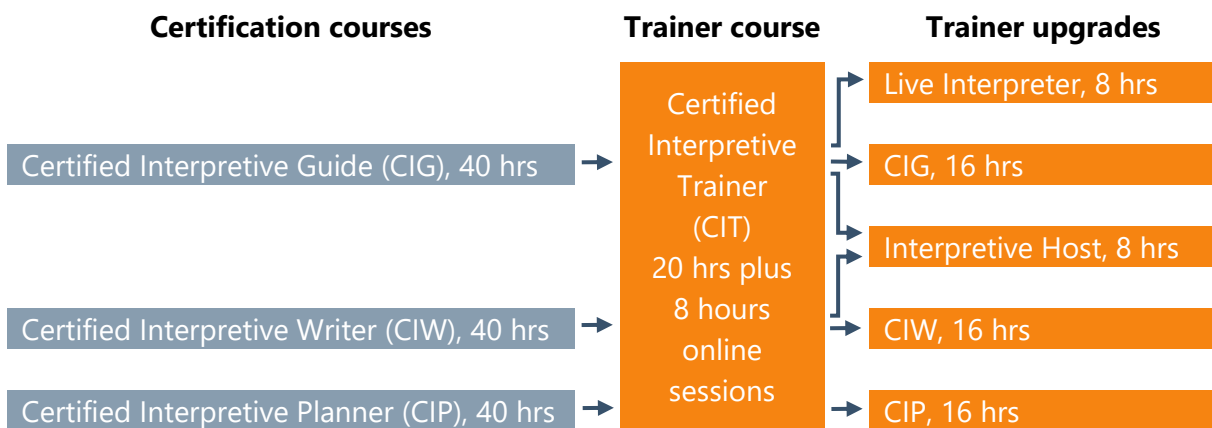 Certification courses
Trainer course
Trainer upgrades
Certified Interpretive Guide (CIG), 40 hrs
Certified Interpretive Writer (CIW), 40 hrs
Certified Interpretive Planner (CIP), 40 hrs
Certified
Interpretive
Trainer
(CIT)
20 hrs plus
8 hours
online
sessions
Live Interpreter, 8 hrs
CIG, 16 hrs
Interpretive Host, 8 hrs
CIW, 16 hrs
CIP, 16 hrs